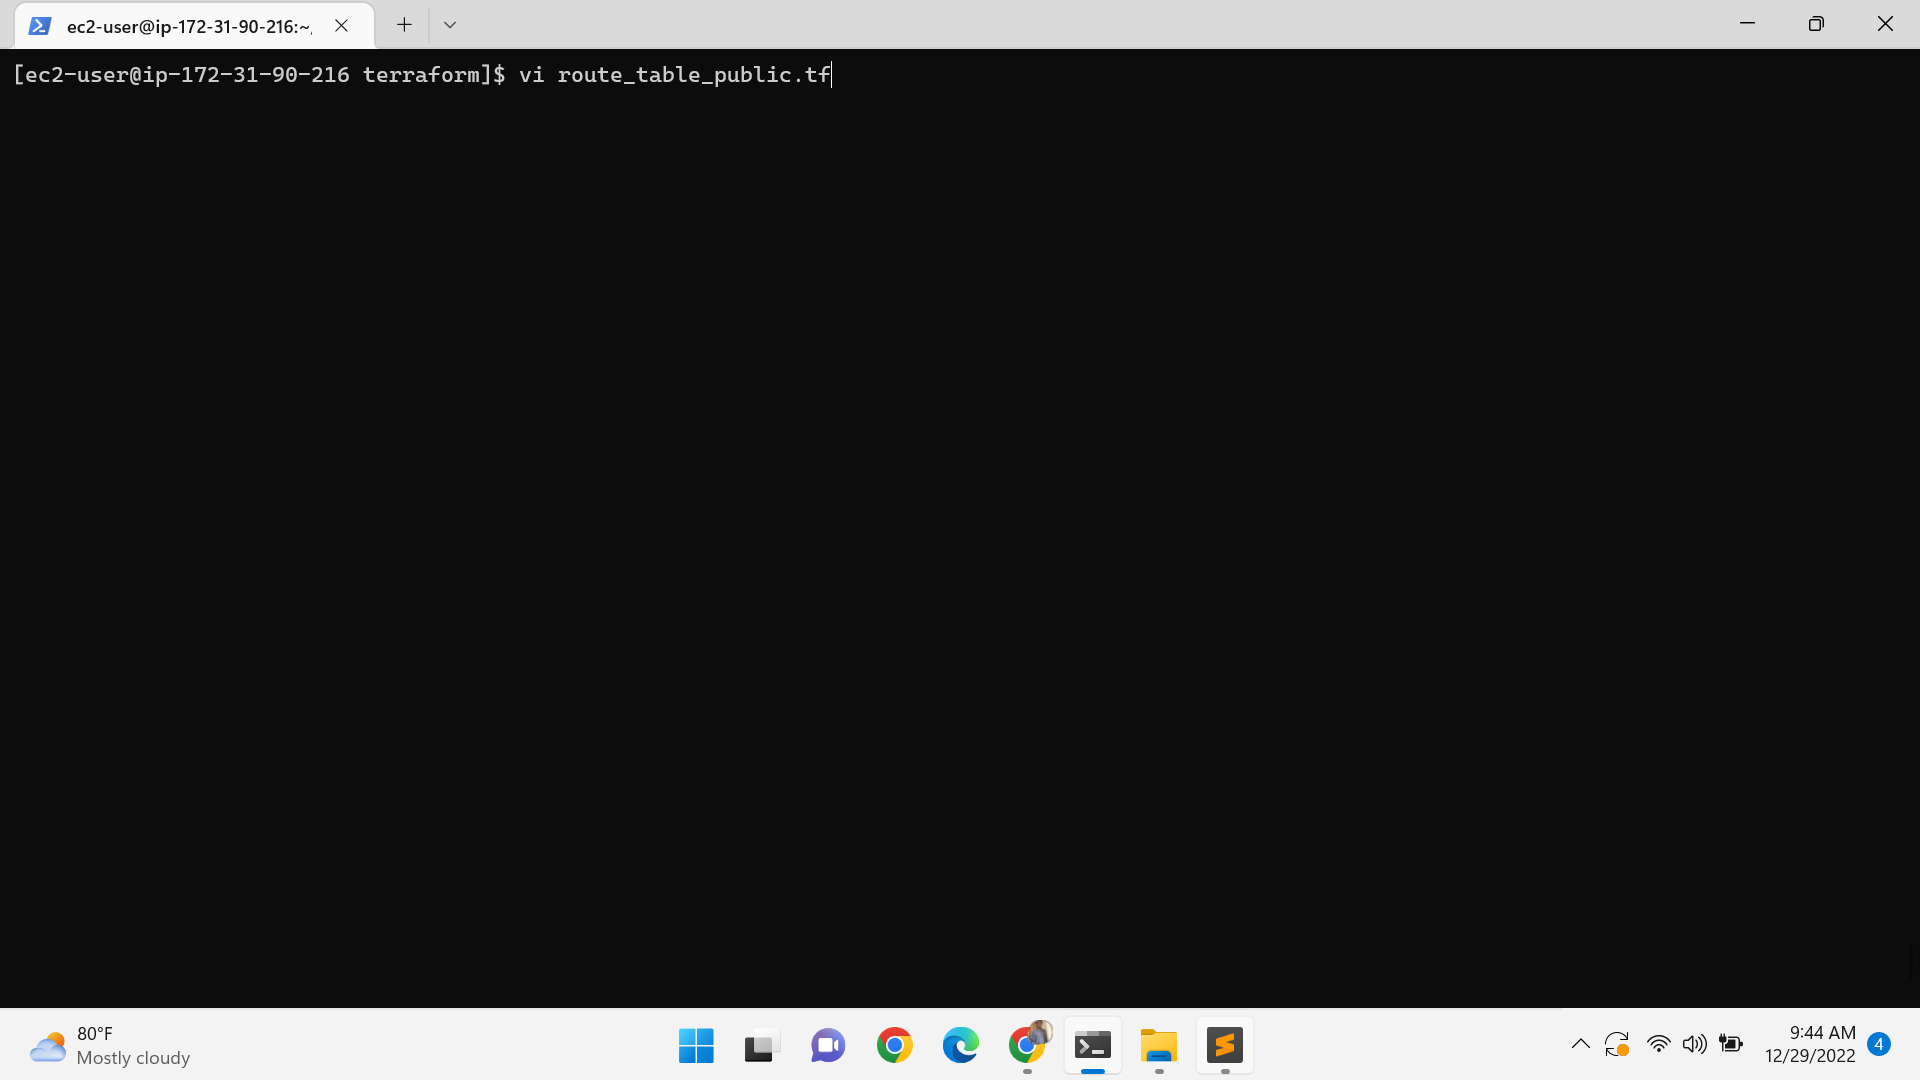 ec2-user@ip-172-31-90-216:~,
[ec2-user@ip-172-31-90-216 terraform]$ vi route_table_public.tf
80°F
Mostly cloudy
9:44 AM
12/29/2022
4